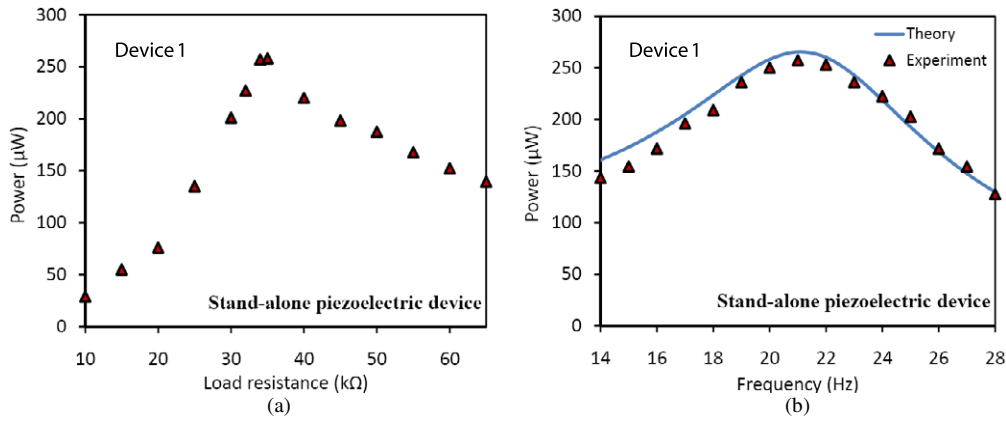 300
250
200
150
100
50
0
Power (µW)
Device 1
Stand-alone piezoelectric device
10 20 30 40 50 60
Load resistance (kΩ)
(a)
300
250
200
150
100
50
0
Power (µW)
Device 1
Theory
Experiment
Stand-alone piezoelectric device
14 16 18 20 22 24 26 28
Frequency (Hz)
(b)